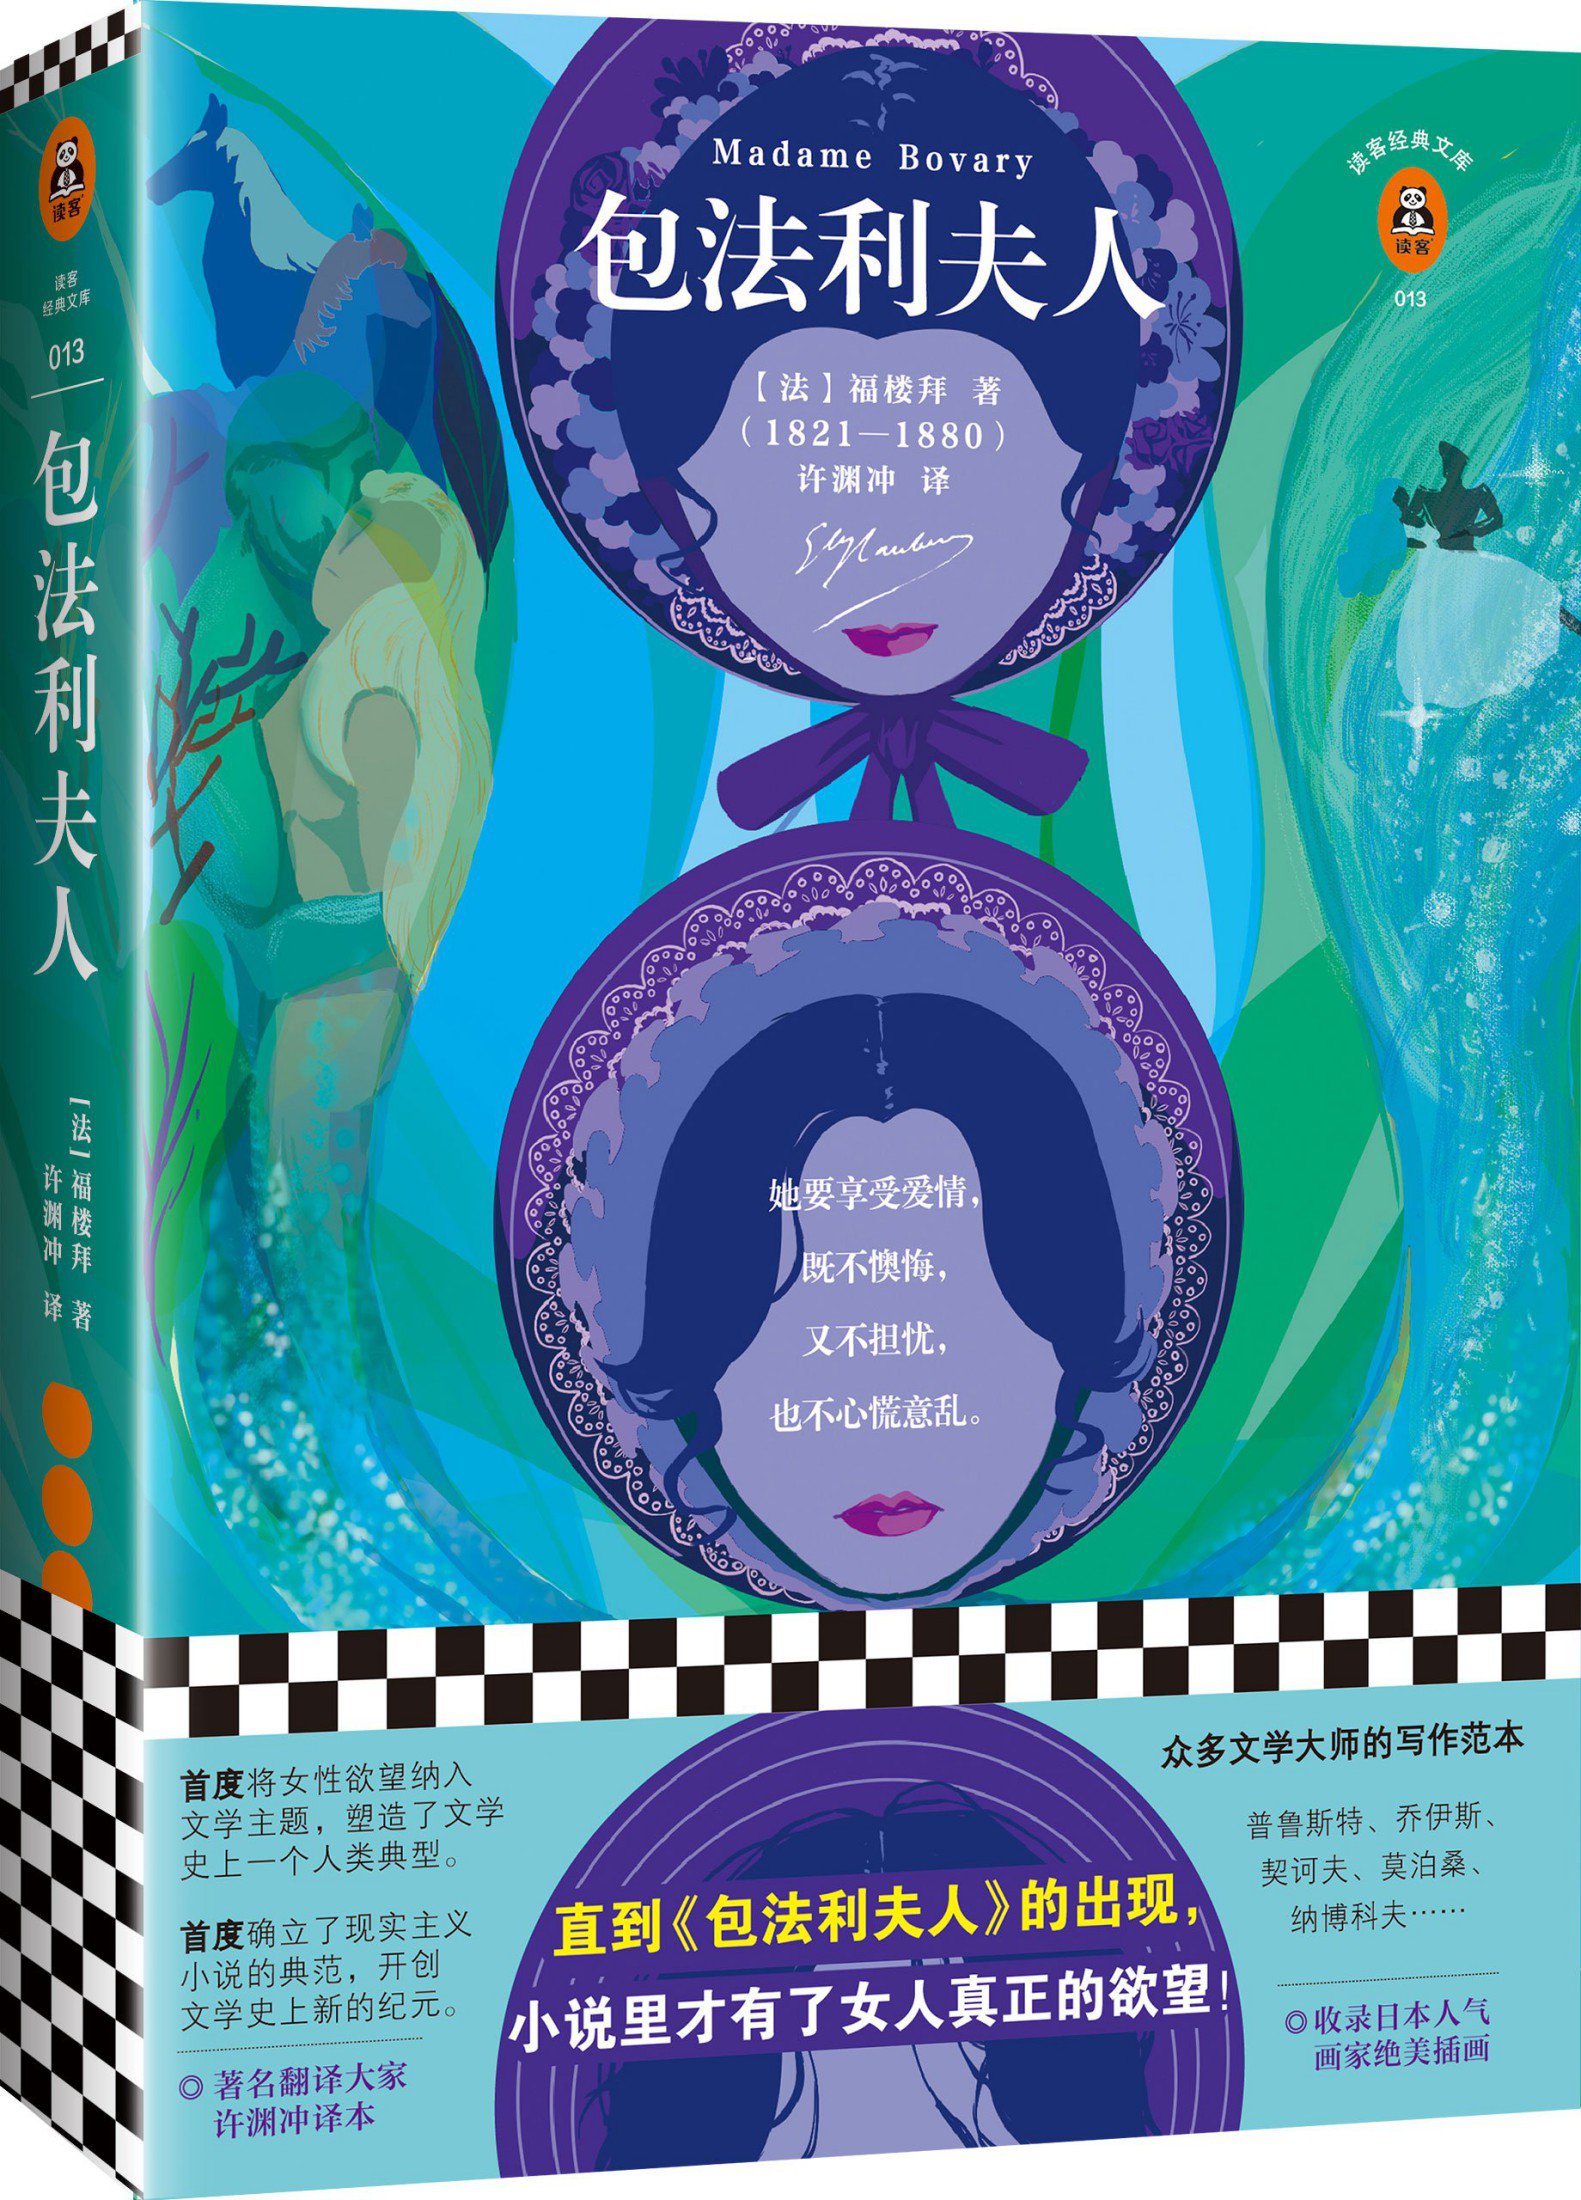 读客
读客
经典文库
013
包法利夫人
[法]福楼拜 著
许渊冲 译
Madame Bovary
包法利夫人
【法】福楼拜 著
(1821—1880)
许渊冲 译
读客经典文库
读客
013
她要享受爱情，
既不懊悔，
又不担忧，
也不心慌意乱。
首度将女性欲望纳入
文学主题，塑造了文学
史上一个人类典型。
首度确立了现实主义
小说的典范，开创
文学史上新的纪元。
◎ 著名翻译大家
许渊冲译本
直到《包法利夫人》的出现，
小说里才有了女人真正的欲望！
众多文学大师的写作范本
普鲁斯特、乔伊斯、
契诃夫、莫泊桑、
纳博科夫……
◎ 收录日本人气
画家绝美插画